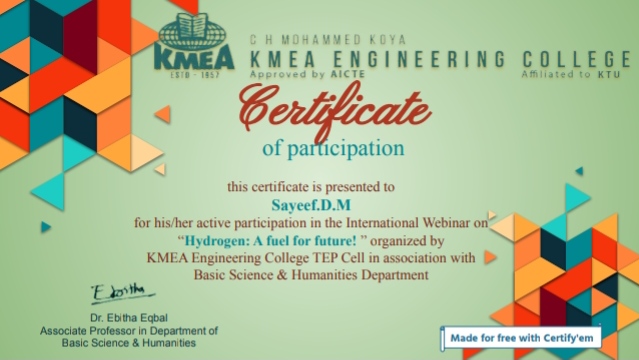 C H MOHAMMED KOYA
KMEA
KMEA ENGINEERING COLLEGE
ESTD - 1957
Approved by AICTE
Affiliated to KTU
Certificate
of participation
this certificate is presented to
Sayeef.D.M
for his/her active participation in the International Webinar on
“Hydrogen: A fuel for future! ” organized by
KMEA Engineering College TEP Cell in association with
Basic Science & Humanities Department
Ebitha
Dr. Ebitha Eqbal
Associate Professor in Department of
Basic Science & Humanities
Made for free with Certify'em